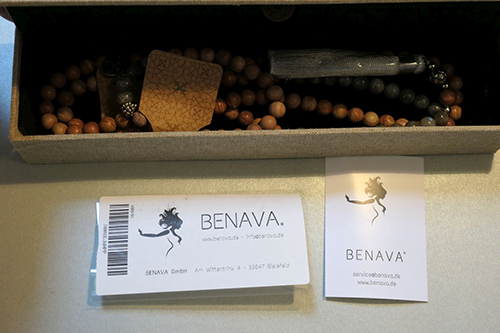 BENAVA®
www.benava.de - info@benava.de
BENAVA GmbH Am Wittenbrink 4 - 33647 Bielefeld
BENAVA®
service@benava.de
www.benava.de